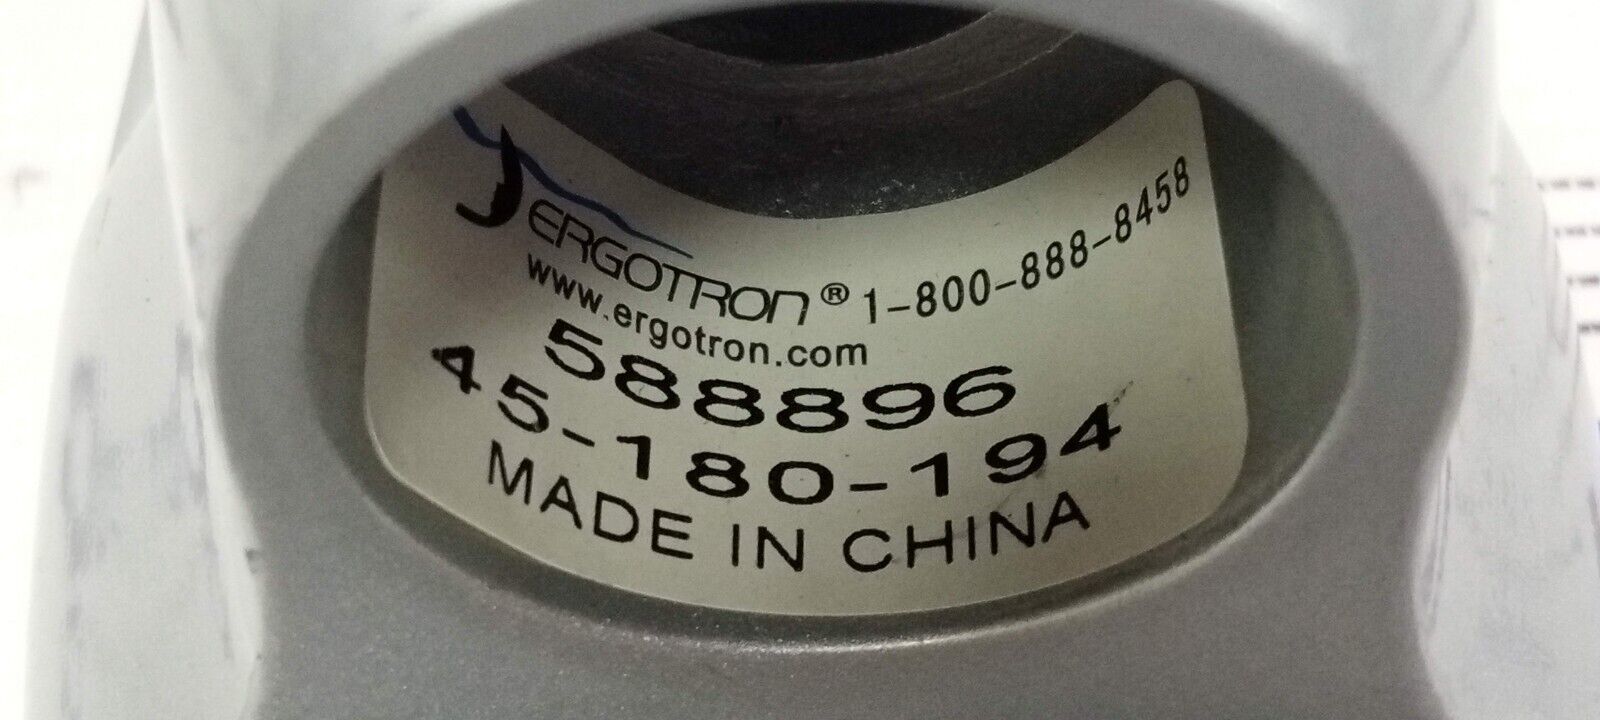 ERGOTRON® 1-800-888-8458
www.ergotron.com
588896
45-180-194
MADE IN CHINA